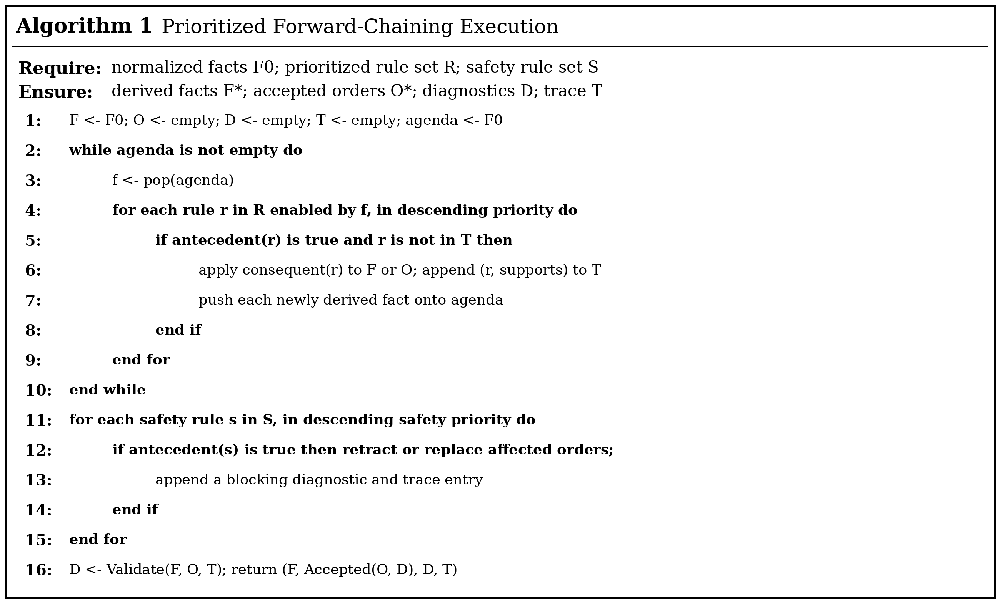 Algorithm 1 Prioritized Forward-Chaining Execution
Require: normalized facts F0; prioritized rule set R; safety rule set S
Ensure: derived facts F*; accepted orders O*; diagnostics D; trace T
1: F <- F0; O <- empty; D <- empty; T <- empty; agenda <- F0
2: while agenda is not empty do
3: f <- pop(agenda)
4: for each rule r in R enabled by f, in descending priority do
5: if antecedent(r) is true and r is not in T then
6: apply consequent(r) to F or O; append (r, supports) to T
7: push each newly derived fact onto agenda
8: end if
9: end for
10: end while
11: for each safety rule s in S, in descending safety priority do
12: if antecedent(s) is true then retract or replace affected orders;
13: append a blocking diagnostic and trace entry
14: end if
15: end for
16: D <- Validate(F, O, T); return (F, Accepted(O, D), D, T)